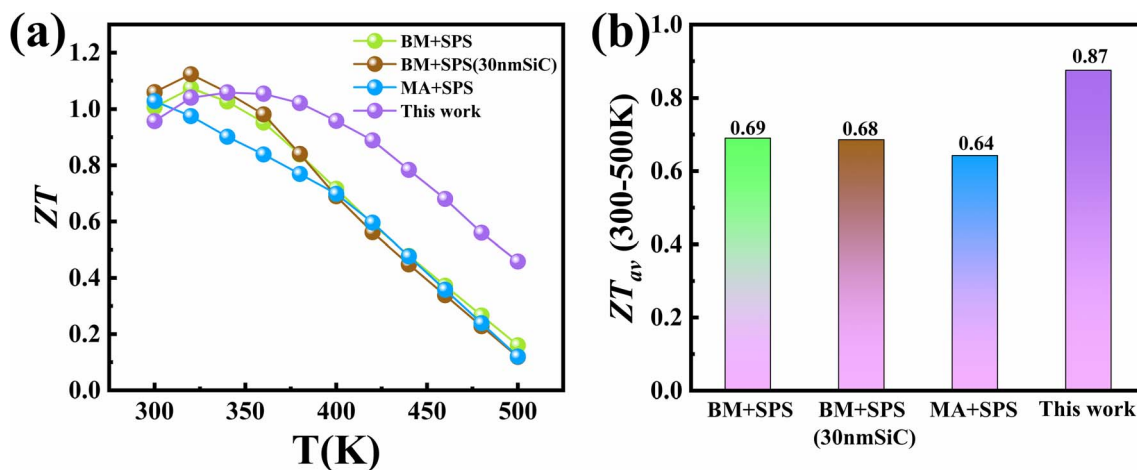 (a)
ZT
1.2
1.0
0.8
0.6
0.4
0.2
0.0
300
350
400
450
500
T(K)
BM+SPS
BM+SPS(30nmSiC)
MA+SPS
This work
(b)
ZTav (300-500K)
1.0
0.8
0.6
0.4
0.2
0.0
0.69
0.68
0.64
0.87
BM+SPS
BM+SPS
(30nmSiC)
MA+SPS
This work